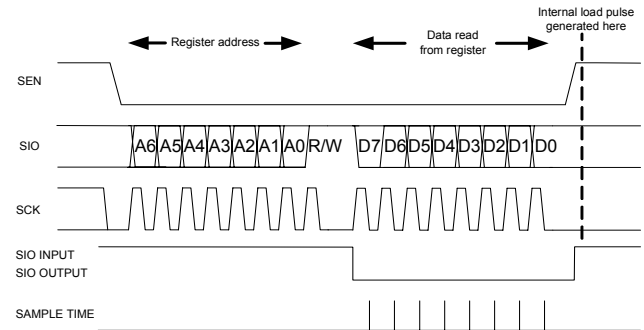 Internal load pulse
generated here
Register address
Data read
from register
SEN
SIO
A6 A5 A4 A3 A2 A1 A0 R/W D7 D6 D5 D4 D3 D2 D1 D0
SCK
SIO INPUT
SIO OUTPUT
SAMPLE TIME